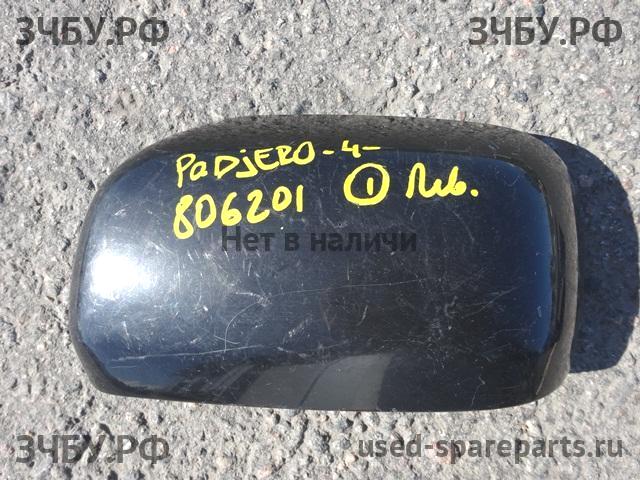 ЗЧБУ.РФ ЗЧБУ.РФ
PaDjERO-4-
806201 1 Лев.
Нет в наличи
ЗЧБУ.РФ used-spareparts.ru